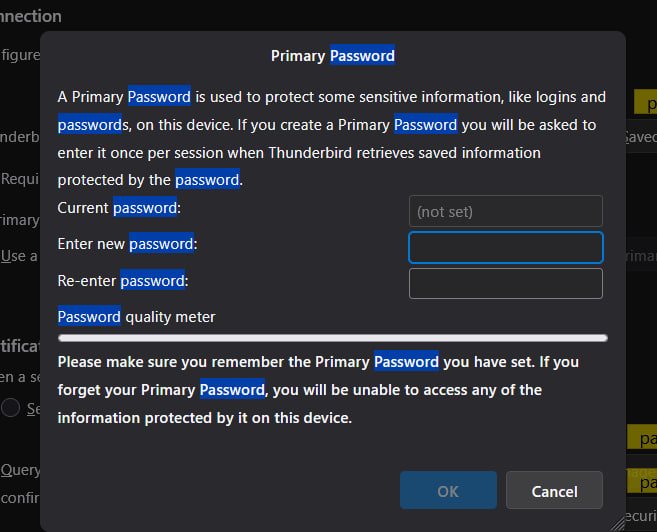 nnection
figure
Primary Password
A Primary Password is used to protect some sensitive information, like logins and
passwords, on this device. If you create a Primary Password you will be asked to
enter it once per session when Thunderbird retrieves saved information
protected by the password.
Current password:
(not set)
Enter new password:
Re-enter password:
Password quality meter
Please make sure you remember the Primary Password you have set. If you
forget your Primary Password, you will be unable to access any of the
information protected by it on this device.
OK
Cancel
pa
nderb
Saved
Requi
rimary
Use a
rimar
tificat
en a se
Se
pa
Query
confir
pa
ecuri